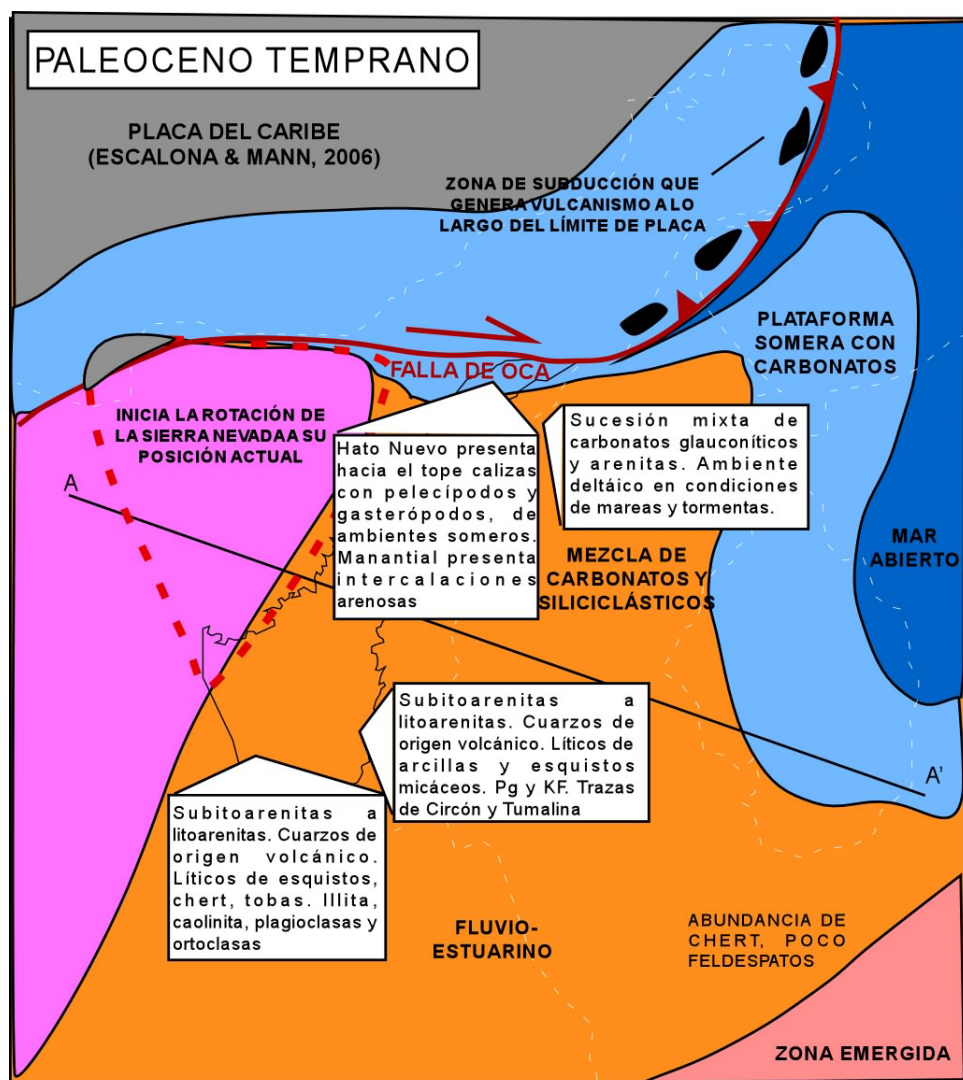 PALEOCENO TEMPRANO
PLACA DEL CARIBE
(ESCALONA & MANN, 2006)
ZONA DE SUBDUCCIÓN QUE
GENERA VULCANISMO A LO
LARGO DEL LÍMITE DE PLACA
PLATAFORMA
SOMERA CON
CARBONATOS
FALLA DE OCA
INICIA LA ROTACIÓN DE
LA SIERRA NEVADAA SU
POSICIÓN ACTUAL
A
Hato Nuevo presenta
hacia el tope calizas
con pelecípodos y
gasterópodos, de
ambientes someros.
Manantial presenta
intercalaciones
arenosas
Sucesión mixta de
carbonatos glauconíticos
y arenitas. Ambiente
deltáico en condiciones
de mareas y tormentas.
MAR
ABIERTO
MEZCLA DE
CARBONATOS Y
SILICICLÁSTICOS
Subitoarenitas a
litoarenitas. Cuarzos de
origen volcánico. Líticos de
arcillas y esquistos
micáceos. Pg y KF. Trazas
de Circón y Tumalina
A'
Subitoarenitas a
litoarenitas. Cuarzos de
origen volcánico.
Líticos de esquistos,
chert, tobas. Illita,
caolinita, plagioclasas y
ortoclasas
FLUVIO-
ESTUARINO
ABUNDANCIA DE
CHERT, POCO
FELDESPATOS
ZONA EMERGIDA